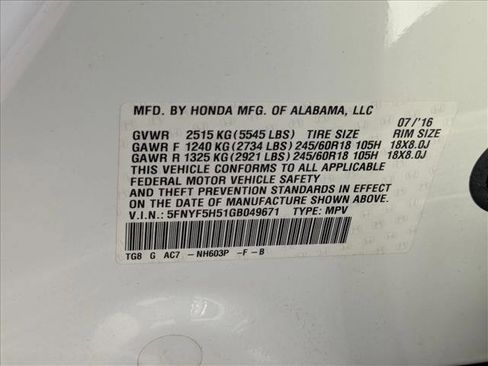 MFD. BY HONDA MFG. OF ALABAMA, LLC
07/'16
GVWR 2515 KG (5545 LBS) TIRE SIZE RIM SIZE
GAWR F 1240 KG (2734 LBS) 245/60R18 105H 18X8.0J
GAWR R 1325 KG (2921 LBS) 245/60R18 105H 18X8.0J
THIS VEHICLE CONFORMS TO ALL APPLICABLE
FEDERAL MOTOR VEHICLE SAFETY
AND THEFT PREVENTION STANDARDS IN EFFECT
ON THE DATE OF MANUFACTURE SHOWN ABOVE.
V.I.N.: 5FNYF5H51GB049671 TYPE: MPV
TG8 G AC7 -NH603P -F -B